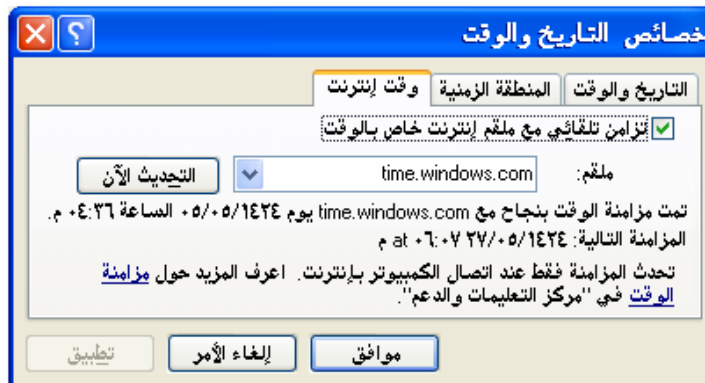 خصائص التاريخ والوقت
التاريخ والوقت
المنطقة الزمنية
وقت إنترنت
تزامن تلقائي مع ملقم إنترنت خاص بالوقت
ملقم:
time.windows.com
التحديث الآن
تمت مزامنة الوقت بنجاح مع time.windows.com يوم ٠٥/٠٥/١٤٢٤ الساعة ٠٤:٣٦ م.
المزامنة التالية: ٢٧/٠٥/١٤٢٤ at ٠٦:٠٧ م
تحدث المزامنة فقط عند اتصال الكمبيوتر بإنترنت. اعرف المزيد حول مزامنة
الوقت في "مركز التعليمات والدعم".
موافق
إلغاء الأمر
تطبيق